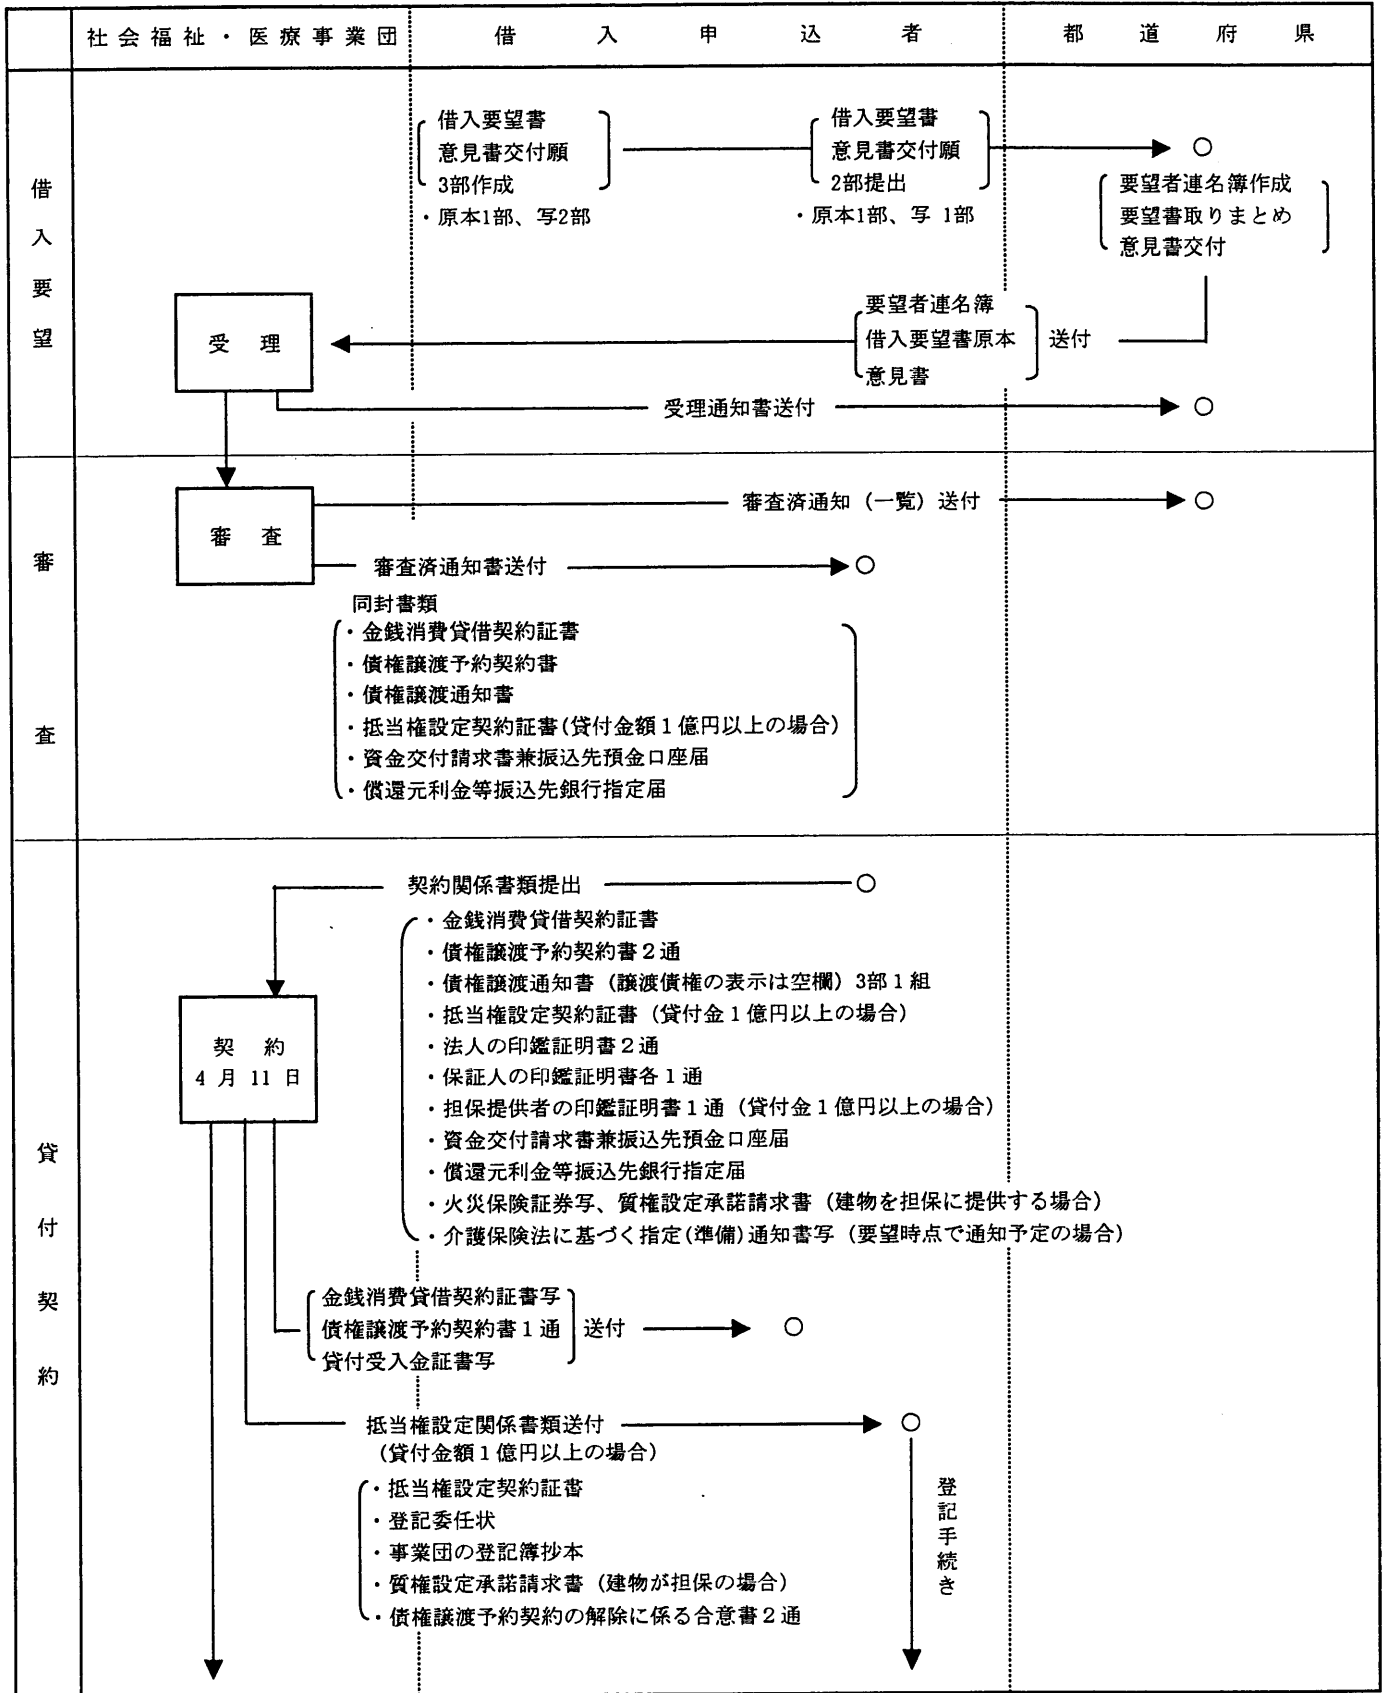 社会福祉・医療事業団
借入申込者
都道府県
借入要望
借入要望書
意見書交付願
3部作成
・原本1部、写2部
借入要望書
意見書交付願
2部提出
・原本1部、写 1部
○
要望者連名簿作成
要望書取りまとめ
意見書交付
要望者連名簿
借入要望書原本
意見書
送付
受 理
受理通知書送付
○
審査
審 査
審査済通知（一覧）送付
○
審査済通知書送付
○
同封書類
・金銭消費貸借契約証書
・債権譲渡予約契約書
・債権譲渡通知書
・抵当権設定契約証書(貸付金額１億円以上の場合)
・資金交付請求書兼振込先預金口座届
・償還元利金等振込先銀行指定届
貸付契約
契約関係書類提出
○
・金銭消費貸借契約証書
・債権譲渡予約契約書２通
・債権譲渡通知書（譲渡債権の表示は空欄）3部１組
・抵当権設定契約証書（貸付金１億円以上の場合）
・法人の印鑑証明書２通
・保証人の印鑑証明書各１通
・担保提供者の印鑑証明書１通（貸付金１億円以上の場合）
・資金交付請求書兼振込先預金口座届
・償還元利金等振込先銀行指定届
・火災保険証券写、質権設定承諾請求書（建物を担保に提供する場合）
・介護保険法に基づく指定(準備)通知書写（要望時点で通知予定の場合）
契 約
4 月 11 日
金銭消費貸借契約証書写
債権譲渡予約契約書１通
貸付受入金証書写
送付
○
抵当権設定関係書類送付
（貸付金額１億円以上の場合）
○
・抵当権設定契約証書
・登記委任状
・事業団の登記簿抄本
・質権設定承諾請求書（建物が担保の場合）
・債権譲渡予約契約の解除に係る合意書２通
登記手続き